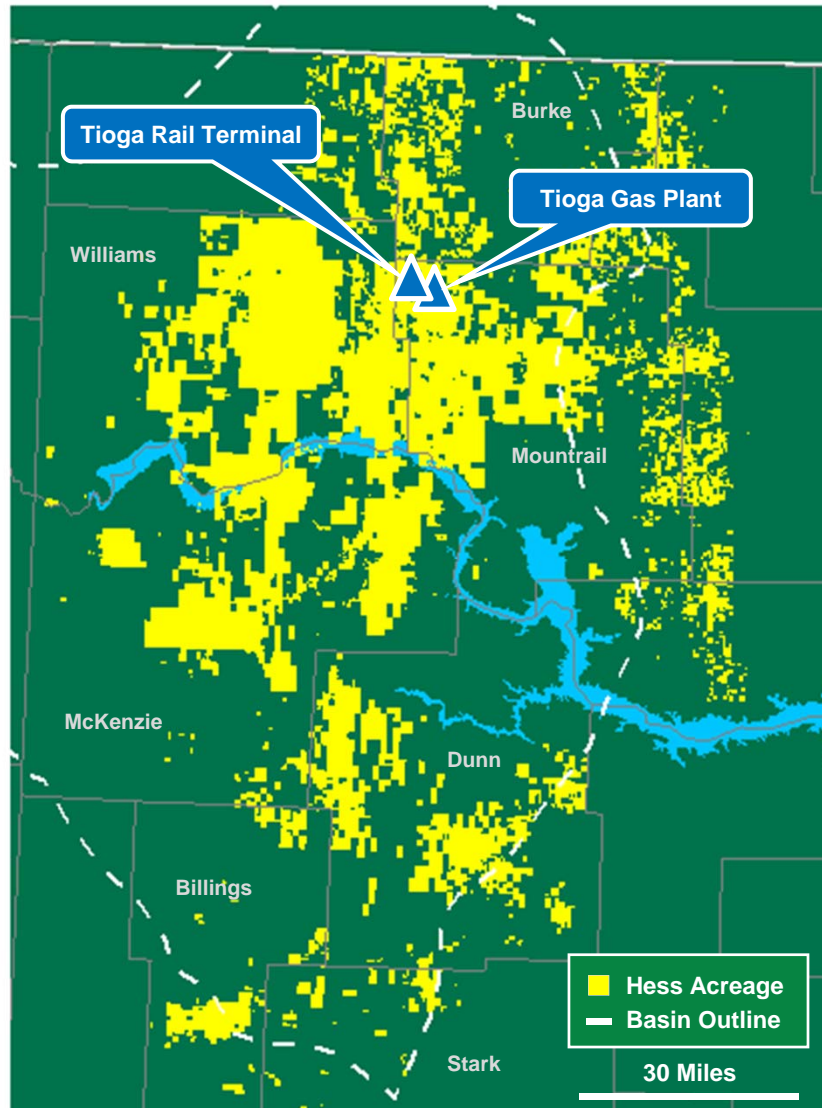 Burke
Tioga Rail Terminal
Tioga Gas Plant
Williams
Mountrail
McKenzie
Dunn
Billings
Hess Acreage
Basin Outline
Stark
30 Miles